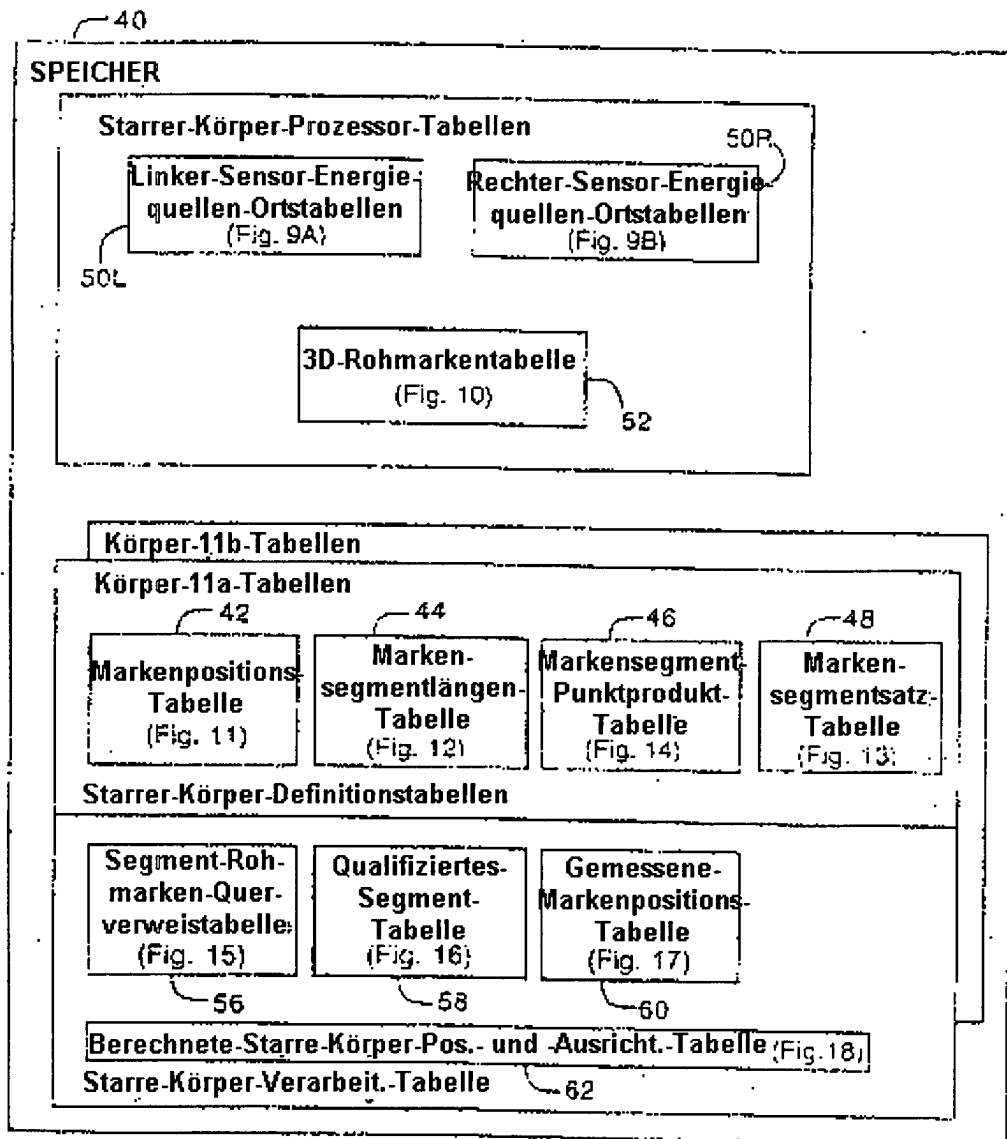 40
SPEICHER
Starrer-Körper-Prozessor-Tabellen
50R
Linker-Sensor-Energie-
quellen-Ortstabellen
(Fig. 9A)
Rechter-Sensor-Energie-
quellen-Ortstabellen
(Fig. 9B)
50L
3D-Rohmarkentabelle
(Fig. 10)
52
Körper-11b-Tabellen
Körper-11a-Tabellen
42
44
46
48
Markenpositions-
Tabelle
(Fig. 11)
Marken-
segmentlängen-
Tabelle
(Fig. 12)
Markensegment-
Punktprodukt-
Tabelle
(Fig. 14)
Marken-
segmentsatz-
Tabelle
(Fig. 13)
Starrer-Körper-Definitionstabellen
Segment-Roh-
marken-Quer-
verweistabelle
(Fig. 15)
Qualifiziertes-
Segment-
Tabelle
(Fig. 16)
Gemessene-
Markenpositions-
Tabelle
(Fig. 17)
56
58
60
Berechnete-Starre-Körper-Pos.- und -Ausricht.-Tabelle (Fig.18)
Starre-Körper-Verarbeit.-Tabelle
62